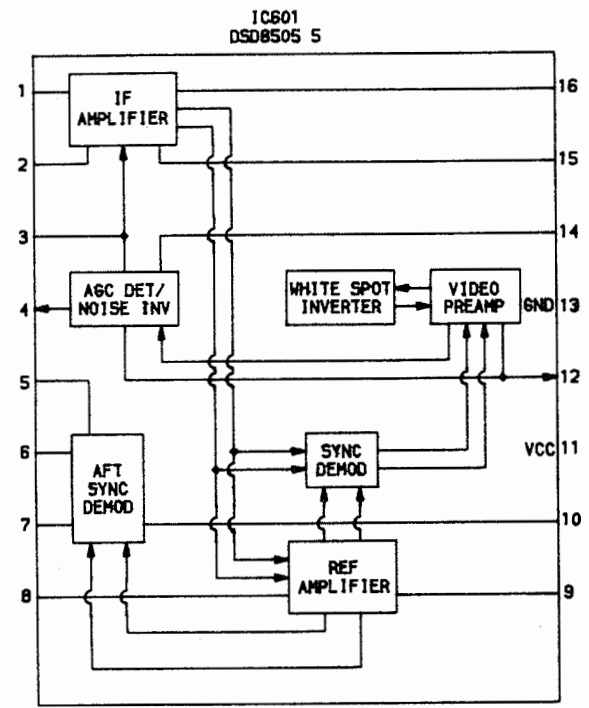 IC601
DSD8505 5
1
IF
AMPLIFIER
16
2
15
3
14
AGC DET/
NOISE INV
4
WHITE SPOT
INVERTER
VIDEO
PREAMP
GND 13
12
5
6
AFT
SYNC
DEMOD
SYNC
DEMOD
VCC 11
7
10
REF
AMPLIFIER
8
9